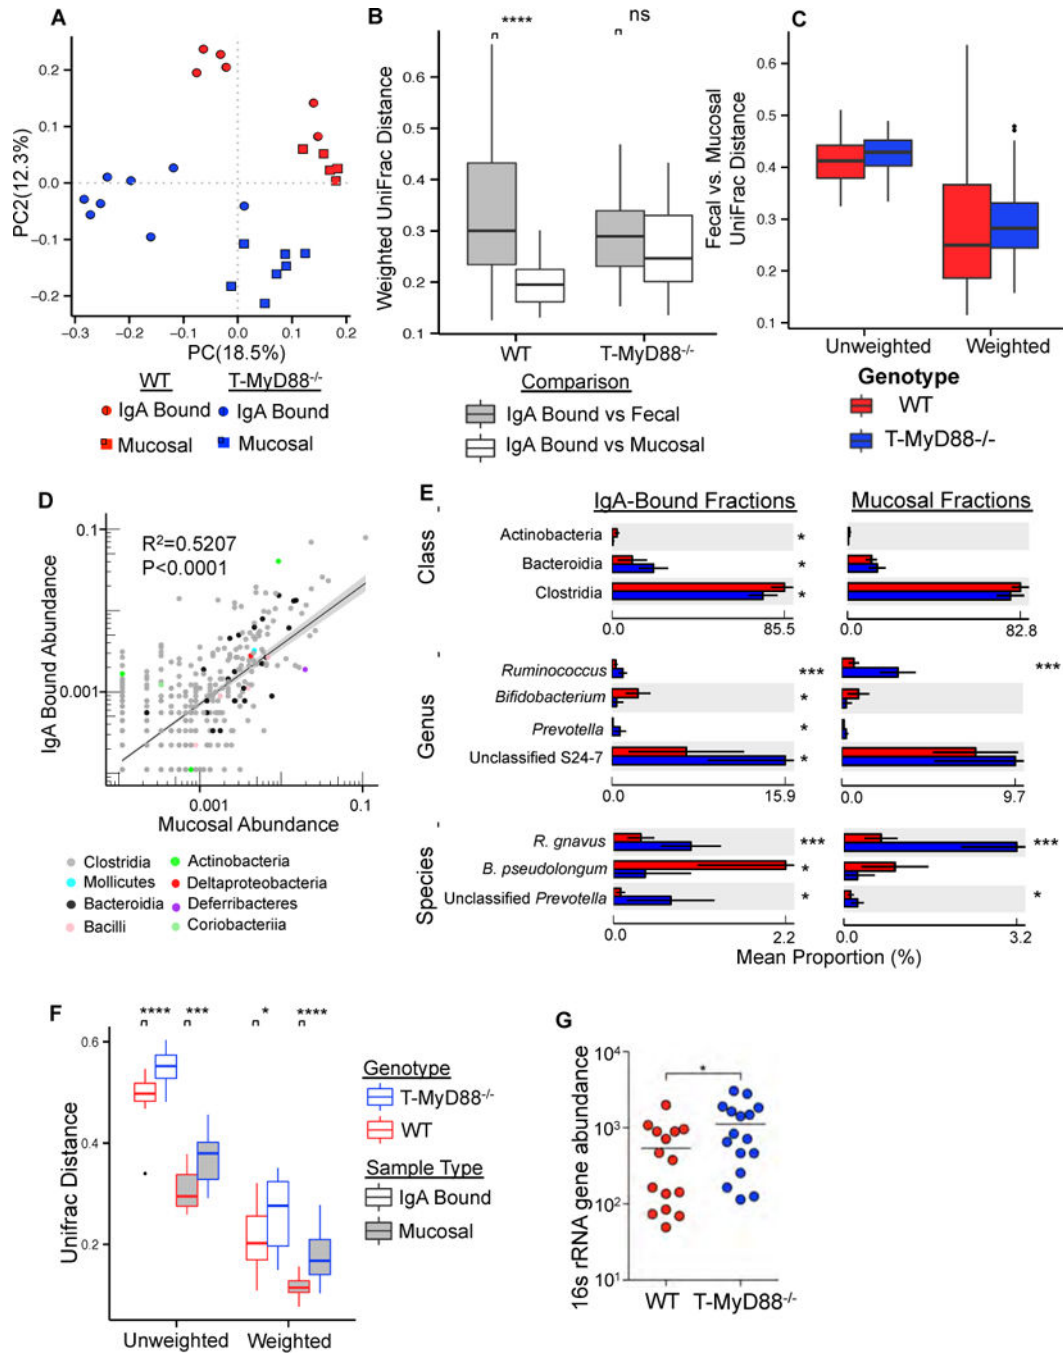 A
PC2(12.3%)
0.2
0.1
0.0
−0.1
−0.2
−0.3
−0.2
−0.1
0.0
0.1
0.2
PC(18.5%)
WT
T-MyD88-/-
IgA Bound
IgA Bound
Mucosal
Mucosal
B
****
ns
Weighted UniFrac Distance
0.6
0.5
0.4
0.3
0.2
0.1
WT
T-MyD88-/-
Comparison
IgA Bound vs Fecal
IgA Bound vs Mucosal
C
Fecal vs. Mucosal
UniFrac Distance
0.6
0.5
0.4
0.3
0.2
0.1
Unweighted
Weighted
Genotype
WT
T-MyD88-/-
D
R2=0.5207
P<0.0001
IgA Bound Abundance
0.1
0.001
0.001
0.1
Mucosal Abundance
Clostridia
Actinobacteria
Mollicutes
Deltaproteobacteria
Bacteroidia
Deferribacteres
Bacilli
Coriobacteriia
E
IgA-Bound Fractions
Mucosal Fractions
Class
Actinobacteria *
Bacteroidia *
Clostridia *
0.0 85.5 0.0 82.8
Genus
Ruminococcus *** ***
Bifidobacterium *
Prevotella *
Unclassified S24-7 *
0.0 15.9 0.0 9.7
Species
R. gnavus *** ***
B. pseudolongum *
Unclassified Prevotella * *
0.0 2.2 0.0 3.2
Mean Proportion (%)
F
**** *** * ****
Unifrac Distance
0.6
0.4
0.2
Unweighted
Weighted
Genotype
T-MyD88-/-
WT
Sample Type
IgA Bound
Mucosal
G
16s rRNA gene abundance
104
103
102
101
*
WT
T-MyD88-/-